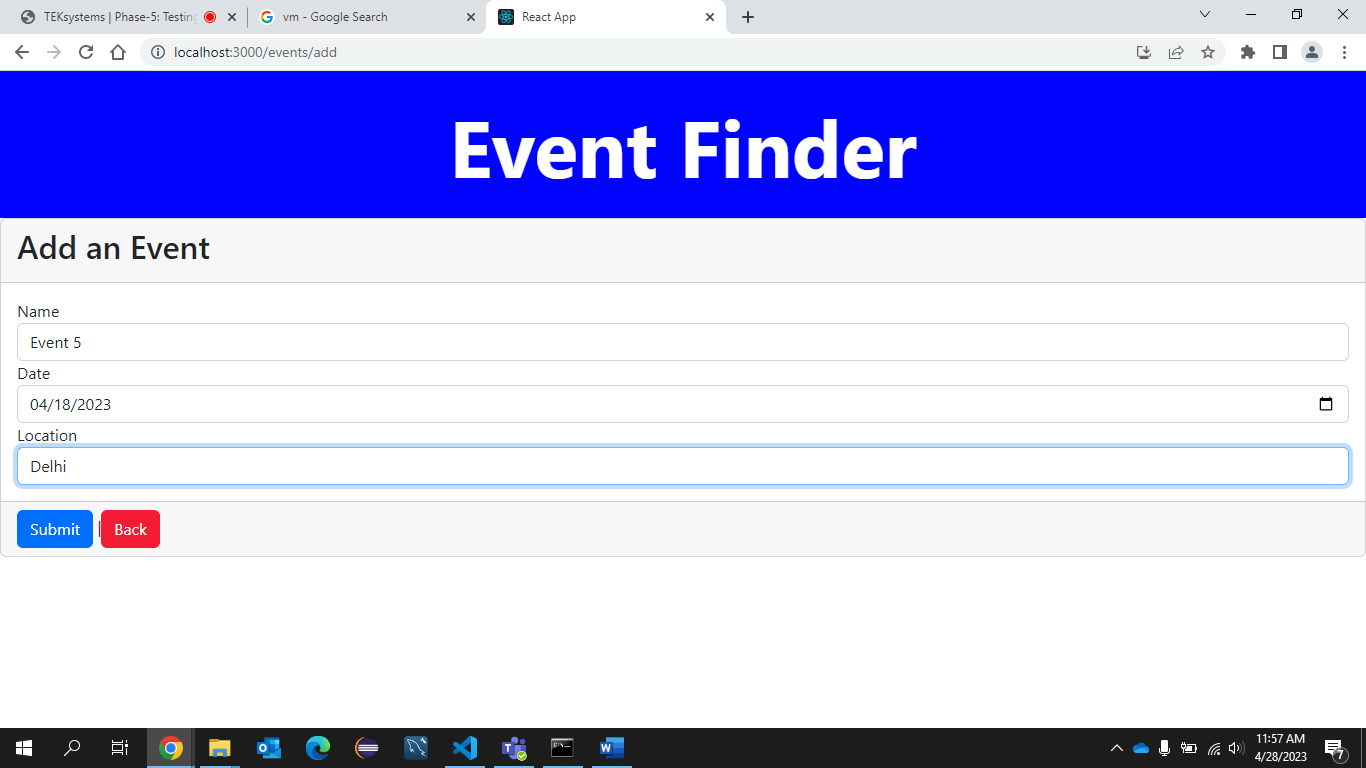 TEKsystems | Phase-5: Testing
vm - Google Search
React App
localhost:3000/events/add
Event Finder
Add an Event
Name
Event 5
Date
04/18/2023
Location
Delhi
Submit | Back
11:57 AM
4/28/2023
7